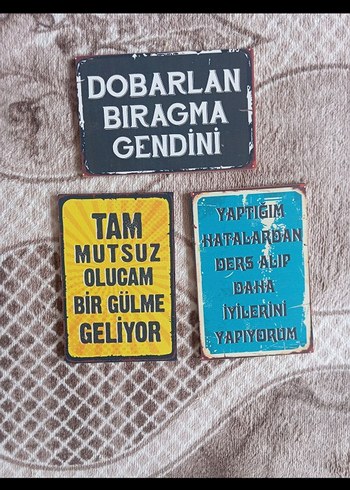 DOBARLAN
BIRAGMA
GENDİNİ
TAM
MUTSUZ
OLUCAM
BİR GÜLME
GELİYOR
YAPTIĞIM
HATALARDAN
DERS ALIP
DAHA
İYİLERİNİ
YAPIYORUM